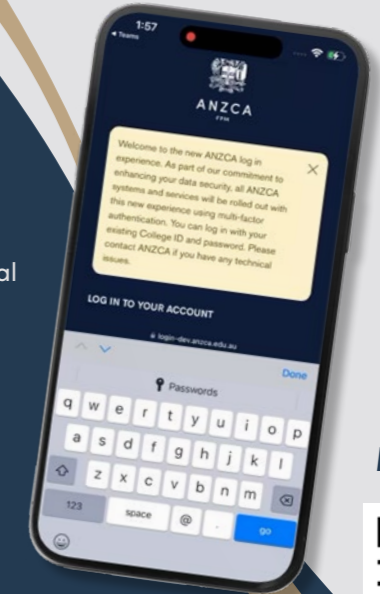 1:57
◀ Teams
ANZCA
FPM
Welcome to the new ANZCA log in
experience. As part of our commitment to
enhancing your data security, all ANZCA
systems and services will be rolled out with
this new experience using multi-factor
authentication. You can log in with your
existing College ID and password. Please
contact ANZCA if you have any technical
issues.
al
LOG IN TO YOUR ACCOUNT
login-dev.anzca.edu.au
Done
Passwords
q w e r t y u i o p
a s d f g h j k l
z x c v b n m
123 space @ . go